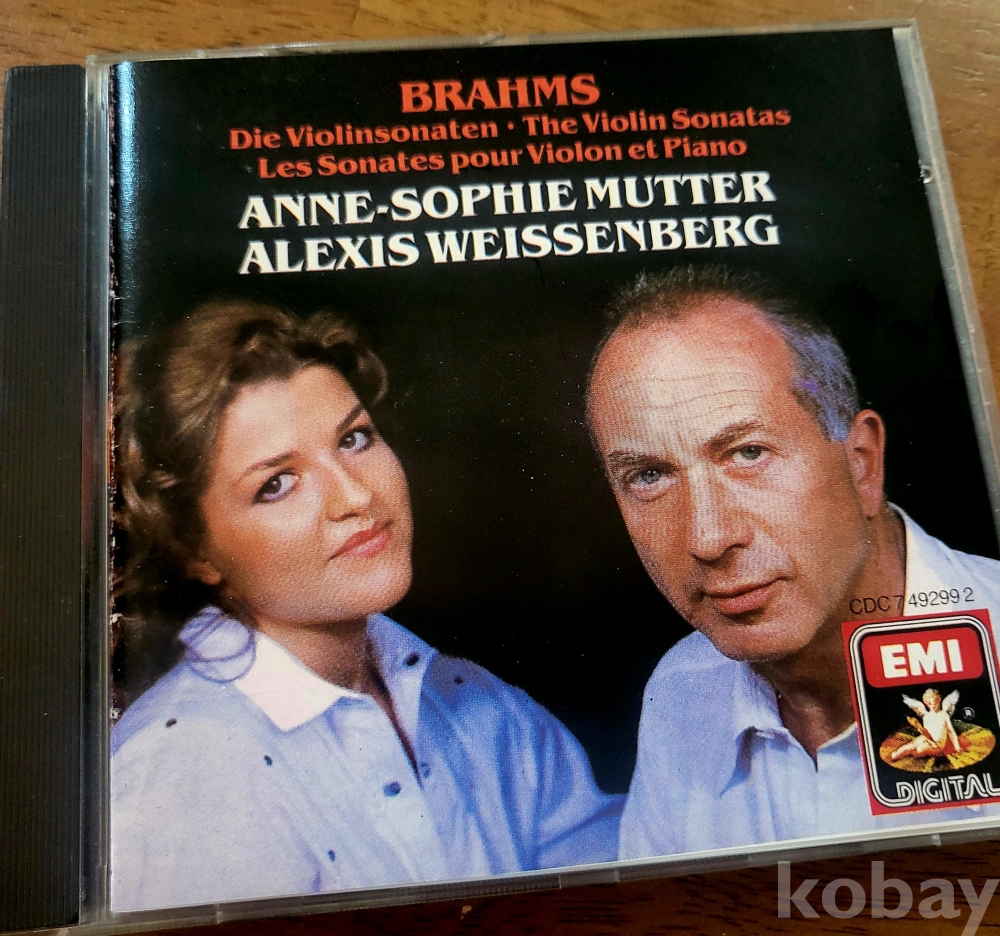 BRAHMS
Die Violinsonaten · The Violin Sonatas
Les Sonates pour Violon et Piano
ANNE-SOPHIE MUTTER
ALEXIS WEISSENBERG
CDC 7 49299 2
EMI
®
DIGITAL
kobay